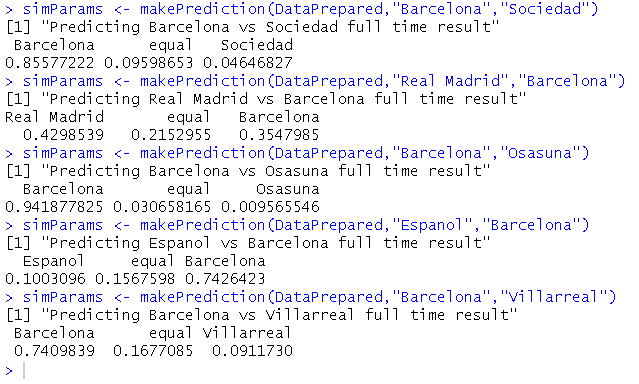 > simParams <- makePrediction(DataPrepared,"Barcelona","Sociedad")
[1] "Predicting Barcelona vs Sociedad full time result"
 Barcelona      equal   Sociedad
0.85577222 0.09598653 0.04646827
> simParams <- makePrediction(DataPrepared,"Real Madrid","Barcelona")
[1] "Predicting Real Madrid vs Barcelona full time result"
Real Madrid       equal   Barcelona
  0.4298539   0.2152955   0.3547985
> simParams <- makePrediction(DataPrepared,"Barcelona","Osasuna")
[1] "Predicting Barcelona vs Osasuna full time result"
  Barcelona       equal     Osasuna
0.941877825 0.030658165 0.009565546
> simParams <- makePrediction(DataPrepared,"Espanol","Barcelona")
[1] "Predicting Espanol vs Barcelona full time result"
  Espanol     equal Barcelona
0.1003096 0.1567598 0.7426423
> simParams <- makePrediction(DataPrepared,"Barcelona","Villarreal")
[1] "Predicting Barcelona vs Villarreal full time result"
 Barcelona      equal Villarreal
 0.7409839  0.1677085  0.0911730
>